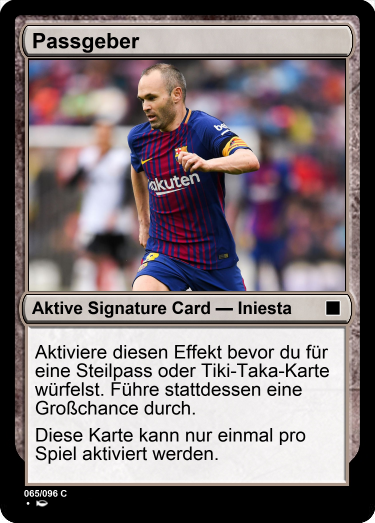 Passgeber
Rakuten
Aktive Signature Card — Iniesta
Aktiviere diesen Effekt bevor du für
eine Steilpass oder Tiki-Taka-Karte
würfelst. Führe stattdessen eine
Großchance durch.
Diese Karte kann nur einmal pro
Spiel aktiviert werden.
065/096 C